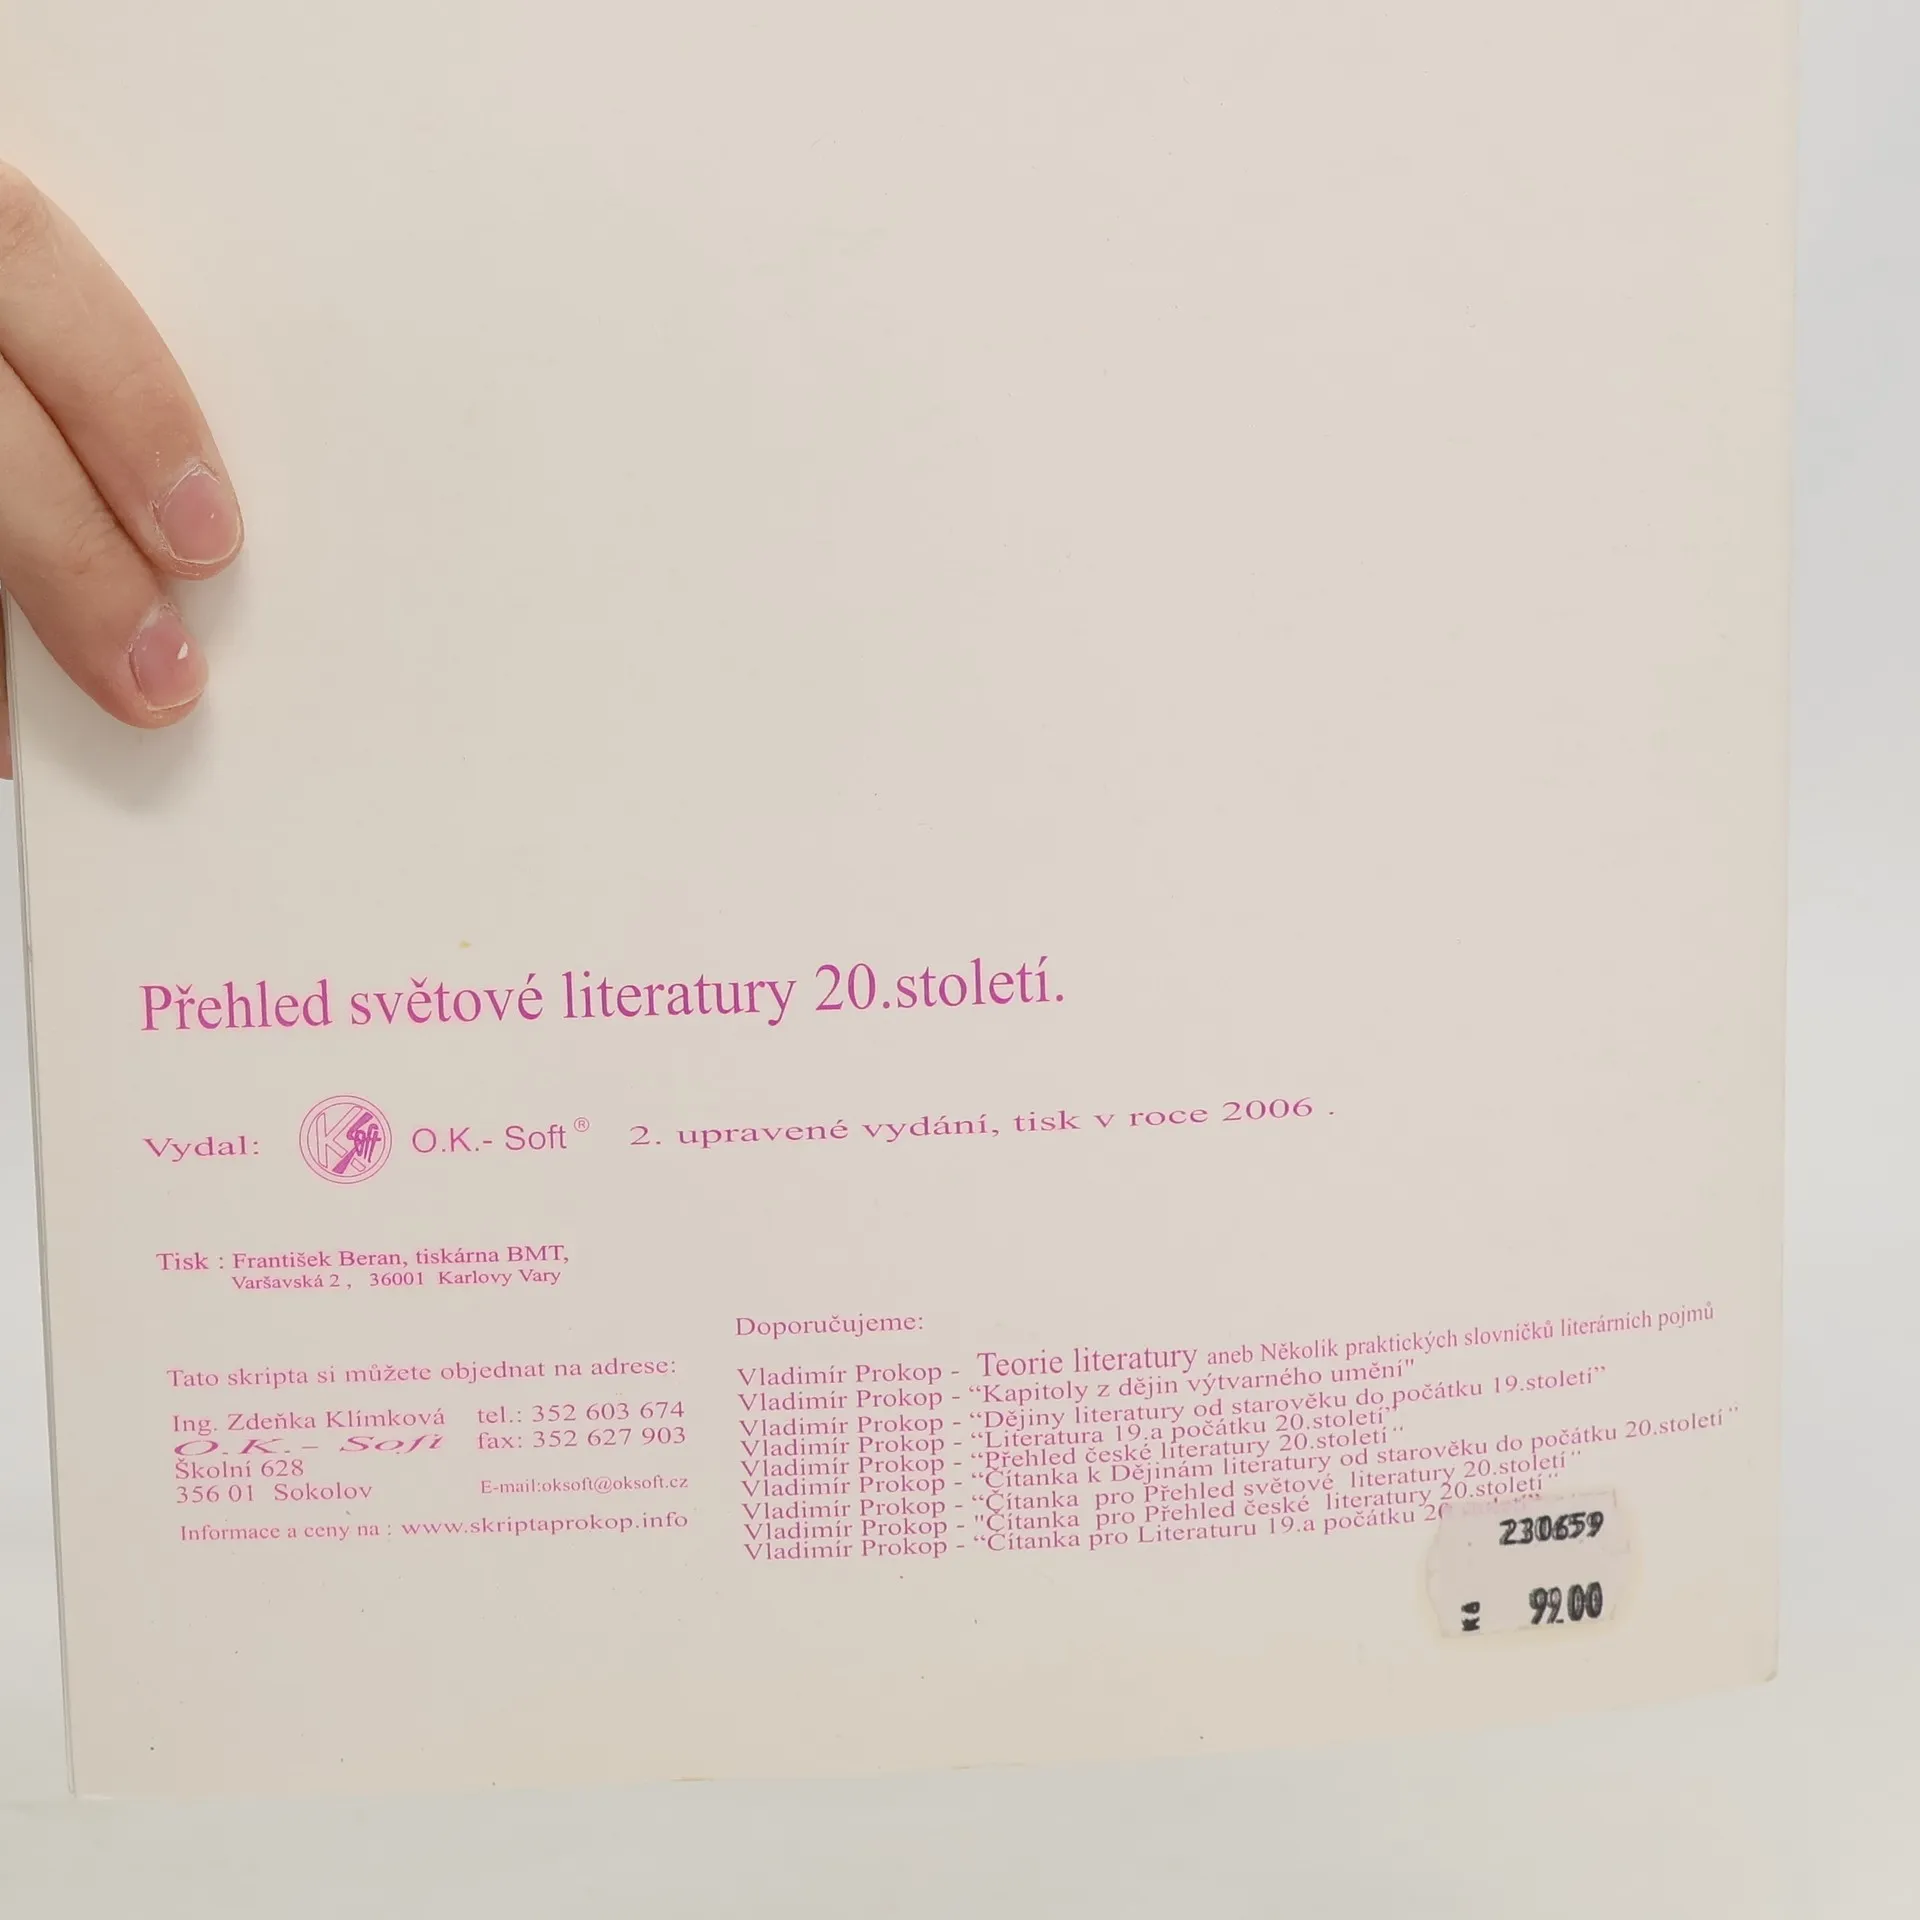 Přehled světové literatury 20.století.
Vydal: O.K.- Soft ® 2. upravené vydání, tisk v roce 2006 .
Tisk : František Beran, tiskárna BMT,
Varšavská 2 , 36001 Karlovy Vary
Tato skripta si můžete objednat na adrese:
Ing. Zdeňka Klímková tel.: 352 603 674
O.K.- Soft fax: 352 627 903
Školní 628
356 01 Sokolov E-mail:oksoft@oksoft.cz
Informace a ceny na : www.skriptaprokop.info
Doporučujeme:
Vladimír Prokop - Teorie literatury aneb Několik praktických slovníčků literárních pojmů
Vladimír Prokop - “Kapitoly z dějin výtvarného umění"
Vladimír Prokop - “Dějiny literatury od starověku do počátku 19.století”
Vladimír Prokop - “Literatura 19.a počátku 20.století”
Vladimír Prokop - “Přehled české literatury 20.století“
Vladimír Prokop - “Čítanka k Dějinám literatury od starověku do počátku 20.století “
Vladimír Prokop - “Čítanka pro Přehled světové literatury 20.století “
Vladimír Prokop - "Čítanka pro Přehled české literatury 20.století “
Vladimír Prokop - “Čítanka pro Literaturu 19.a počátku
230659
Kč 99.00